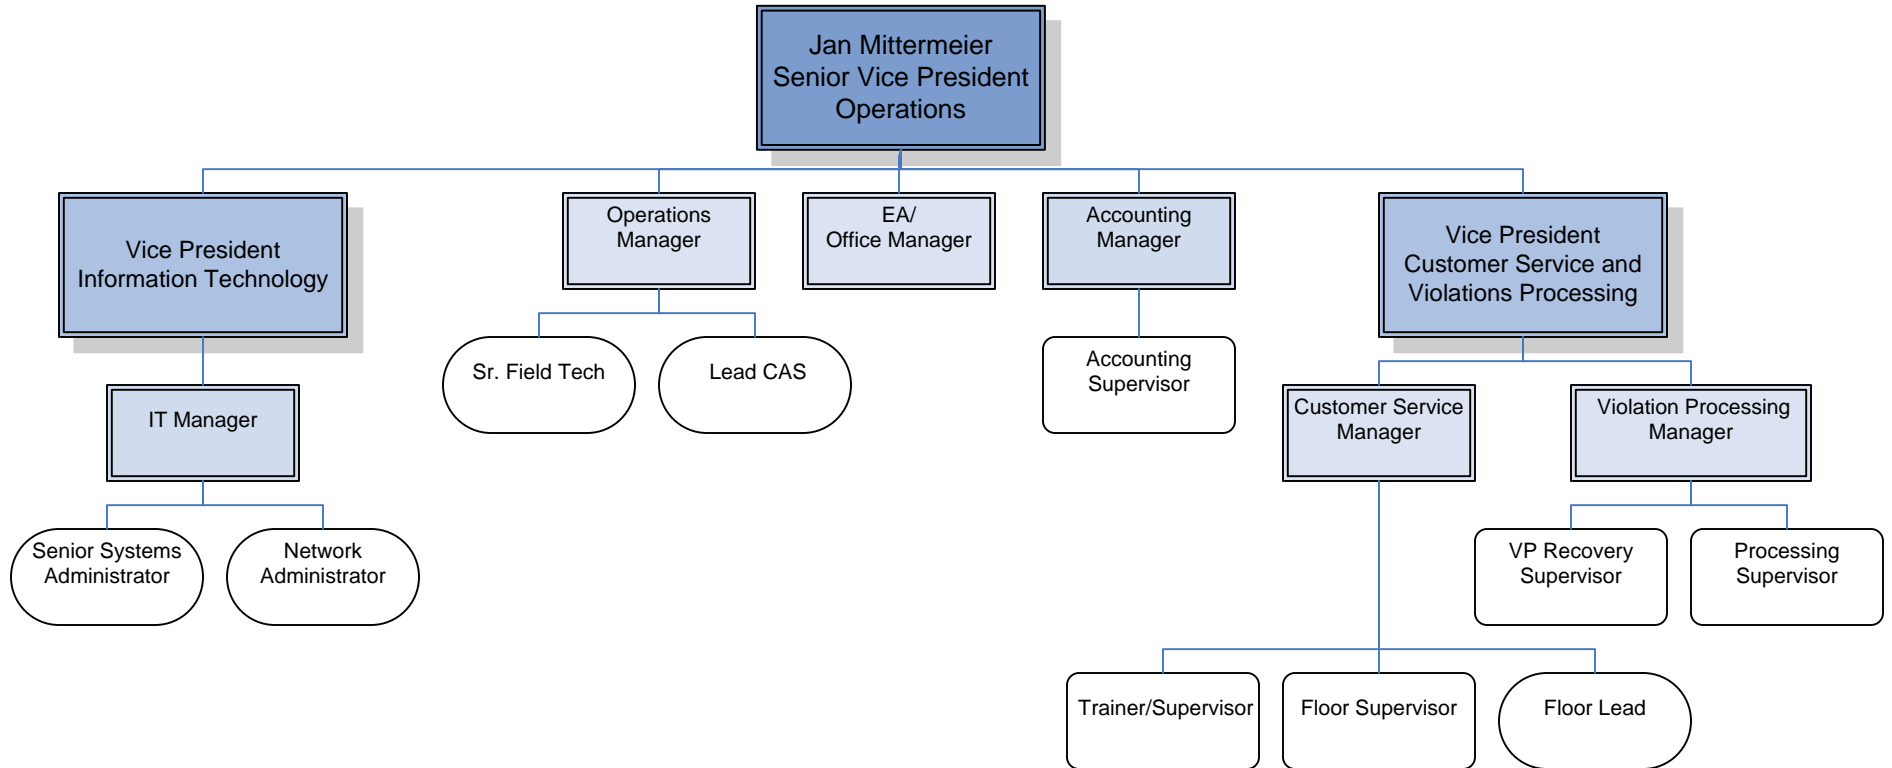 Jan Mittermeier
Senior Vice President
Operations
Vice President
Information Technology
Operations
Manager
EA/
Office Manager
Accounting
Manager
Vice President
Customer Service and
Violations Processing
Sr. Field Tech
Lead CAS
Accounting
Supervisor
IT Manager
Customer Service
Manager
Violation Processing
Manager
Senior Systems
Administrator
Network
Administrator
VP Recovery
Supervisor
Processing
Supervisor
Trainer/Supervisor
Floor Supervisor
Floor Lead